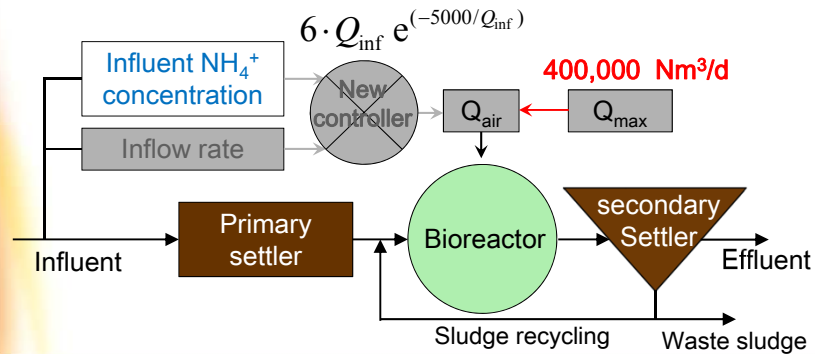 6·Q_inf e^(−5000/Q_inf)
Influent NH₄⁺
concentration
400,000 Nm³/d
New
controller
Q_air
Q_max
Inflow rate
Primary
settler
Bioreactor
secondary
Settler
Influent
Effluent
Sludge recycling
Waste sludge